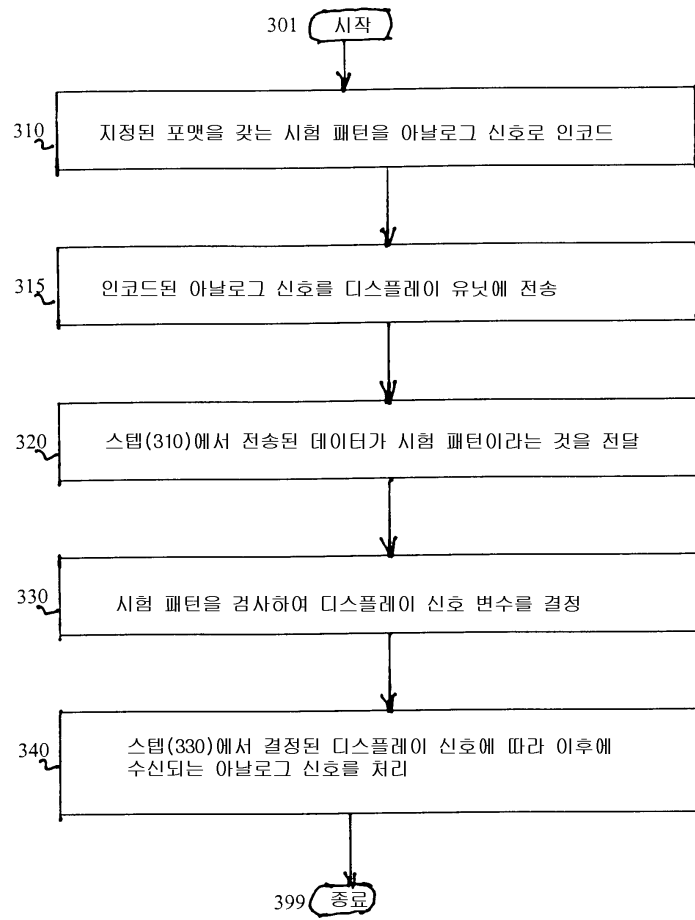 301 시작
310 지정된 포맷을 갖는 시험 패턴을 아날로그 신호로 인코드
315 인코드된 아날로그 신호를 디스플레이 유닛에 전송
320 스텝(310)에서 전송된 데이터가 시험 패턴이라는 것을 전달
330 시험 패턴을 검사하여 디스플레이 신호 변수를 결정
340 스텝(330)에서 결정된 디스플레이 신호에 따라 이후에
수신되는 아날로그 신호를 처리
399 종료